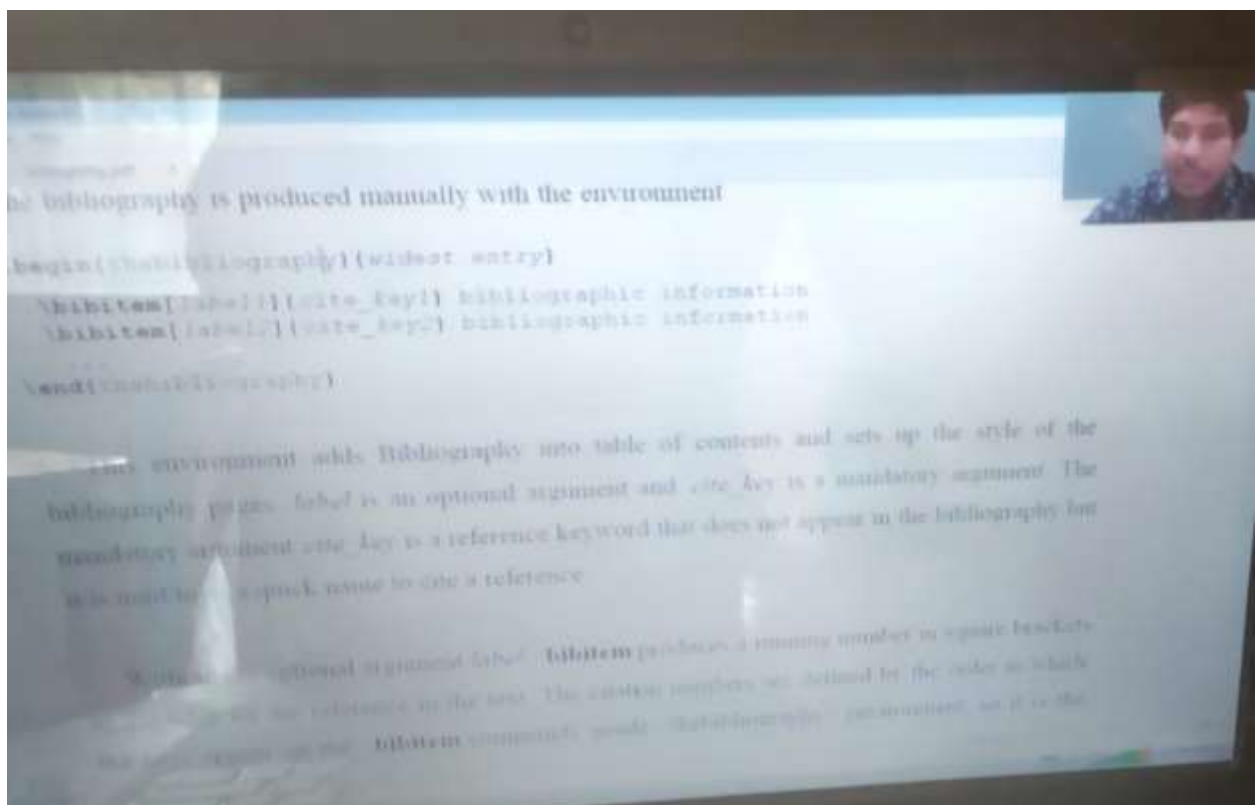 bibliography is produced manually with the environment
begin{thebibliography}{widest entry}
\bibitem[label1]{cite_key1} bibliographic information
\bibitem[label2]{cite_key2} bibliographic information
...
\end{thebibliography}
This environment adds Bibliography into table of contents and sets up the style of the
bibliography pages. label is an optional argument and cite_key is a mandatory argument. The
mandatory argument cite_key is a reference keyword that does not appear in the bibliography but
it is used as a quick name to cite a reference
optional argument label bibitem produces a running number in square brackets
reference in the text. The citation numbers are defined by the order in which
the bibitem commands thebibliography environment, so it is the